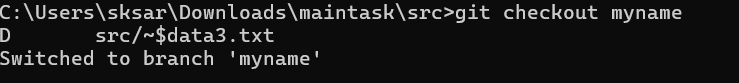 C:\Users\sksar\Downloads\maintask\src>git checkout myname
D       src/~$data3.txt
Switched to branch 'myname'